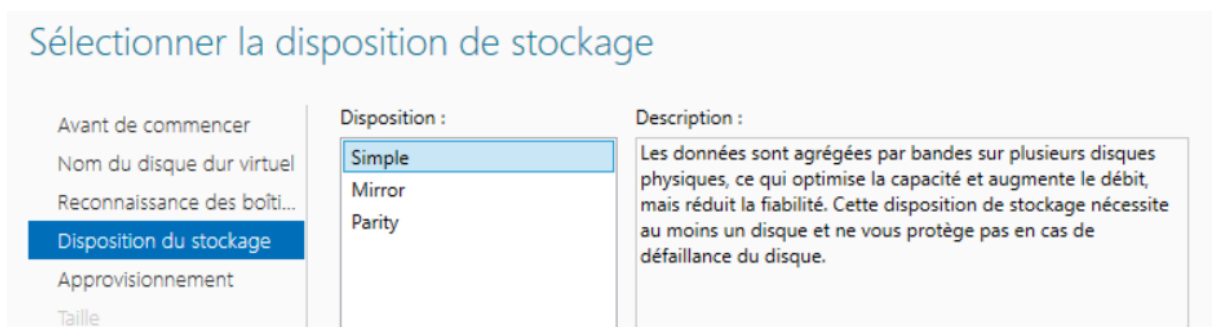 Sélectionner la disposition de stockage
Avant de commencer
Nom du disque dur virtuel
Reconnaissance des boîti...
Disposition du stockage
Approvisionnement
Taille
Disposition :
Simple
Mirror
Parity
Description :
Les données sont agrégées par bandes sur plusieurs disques
physiques, ce qui optimise la capacité et augmente le débit,
mais réduit la fiabilité. Cette disposition de stockage nécessite
au moins un disque et ne vous protège pas en cas de
défaillance du disque.